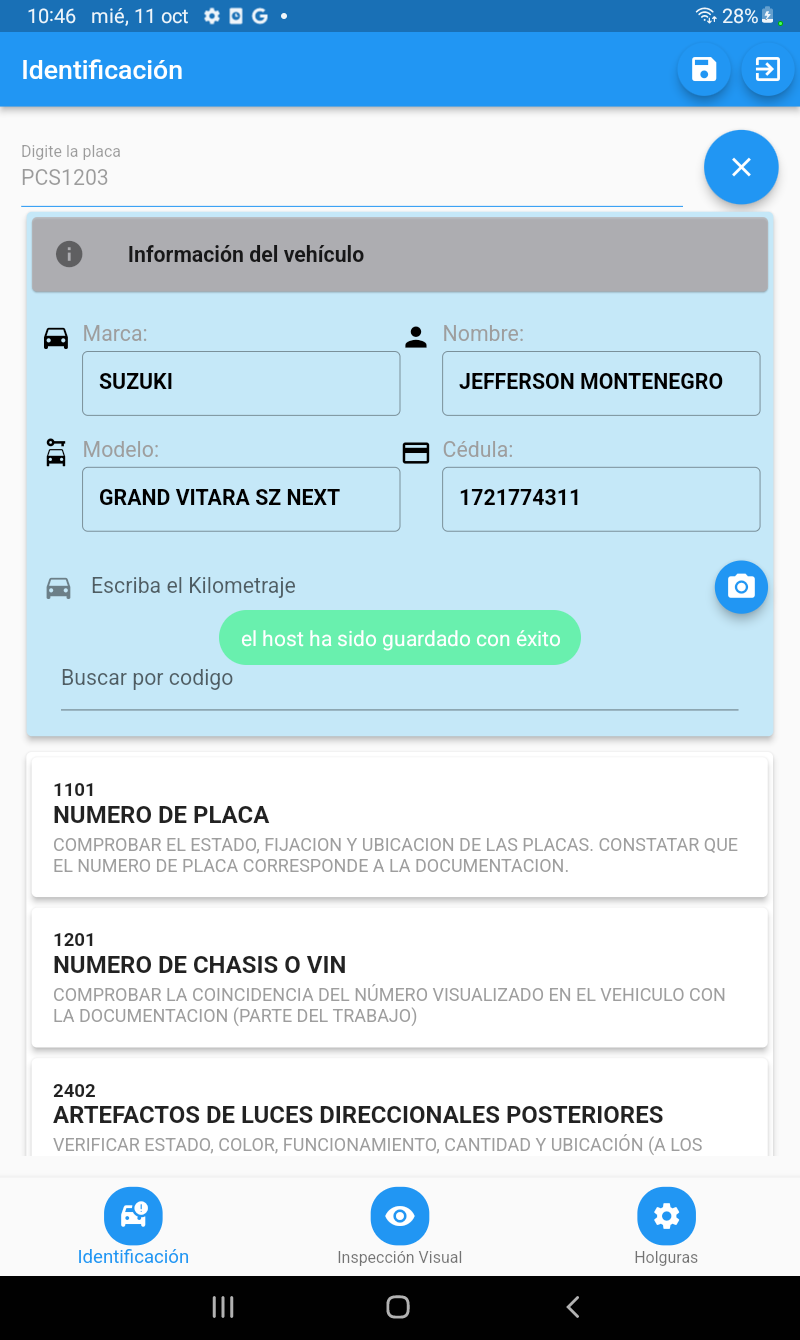 10:46 mié, 11 oct
28%
Identificación
Digite la placa
PCS1203
Información del vehículo
Marca:
SUZUKI
Nombre:
JEFFERSON MONTENEGRO
Modelo:
GRAND VITARA SZ NEXT
Cédula:
1721774311
Escriba el Kilometraje
el host ha sido guardado con éxito
Buscar por codigo
1101
NUMERO DE PLACA
COMPROBAR EL ESTADO, FIJACION Y UBICACION DE LAS PLACAS. CONSTATAR QUE
EL NUMERO DE PLACA CORRESPONDE A LA DOCUMENTACION.
1201
NUMERO DE CHASIS O VIN
COMPROBAR LA COINCIDENCIA DEL NÚMERO VISUALIZADO EN EL VEHICULO CON
LA DOCUMENTACION (PARTE DEL TRABAJO)
2402
ARTEFACTOS DE LUCES DIRECCIONALES POSTERIORES
VERIFICAR ESTADO, COLOR, FUNCIONAMIENTO, CANTIDAD Y UBICACIÓN (A LOS
Identificación
Inspección Visual
Holguras